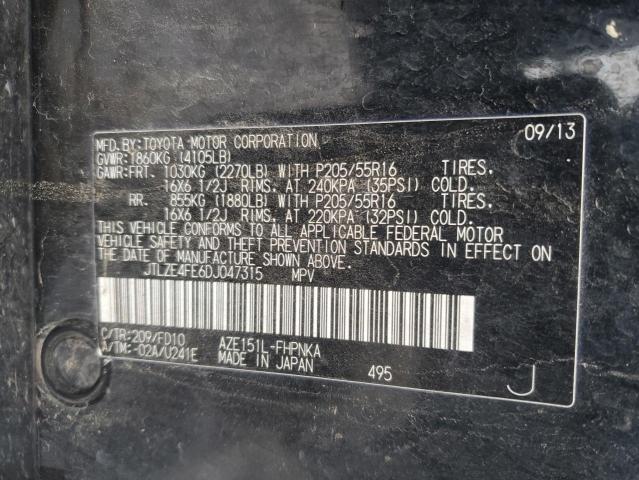 MFD.BY:TOYOTA MOTOR CORPORATION 09/13
GVWR:1860KG (4105LB)
GAWR:FRT. 1030KG (2270LB) WITH P205/55R16 TIRES.
16X6 1/2J RIMS. AT 240KPA (35PSI) COLD.
RR. 855KG (1880LB) WITH P205/55R16 TIRES.
16X6 1/2J RIMS. AT 220KPA (32PSI) COLD.
THIS VEHICLE CONFORMS TO ALL APPLICABLE FEDERAL MOTOR
VEHICLE SAFETY AND THEFT PREVENTION STANDARDS IN EFFECT ON
THE DATE OF MANUFACTURE SHOWN ABOVE.
JTLZE4FE6DJ047315 MPV
C/TR:209/FD10 AZE151L-FHPNKA
A/TM:-02A/U241E MADE IN JAPAN 495 J